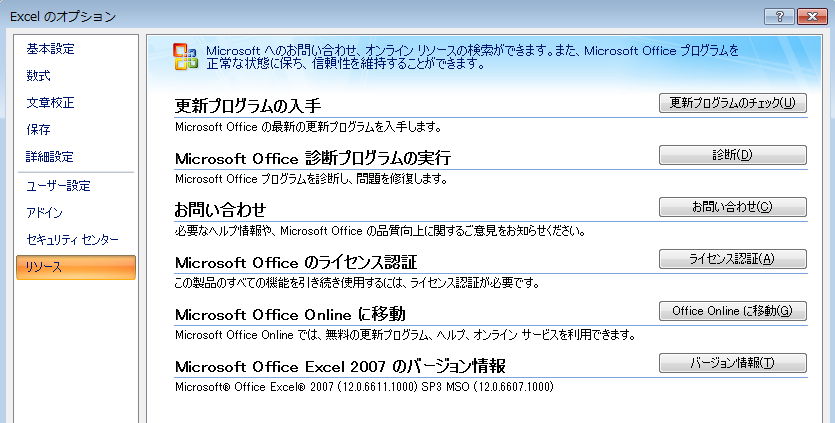 Excel のオプション
基本設定
数式
文章校正
保存
詳細設定
ユーザー設定
アドイン
セキュリティ センター
リソース
Microsoft へのお問い合わせ、オンライン リソースの検索ができます。また、Microsoft Office プログラムを
正常な状態に保ち、信頼性を維持することができます。
更新プログラムの入手
更新プログラムのチェック(U)
Microsoft Office の最新の更新プログラムを入手します。
Microsoft Office 診断プログラムの実行
診断(D)
Microsoft Office プログラムを診断し、問題を修復します。
お問い合わせ
お問い合わせ(C)
必要なヘルプ情報や、Microsoft Office の品質向上に関するご意見をお知らせください。
Microsoft Office のライセンス認証
ライセンス認証(A)
この製品のすべての機能を引き続き使用するには、ライセンス認証が必要です。
Microsoft Office Online に移動
Office Online に移動(G)
Microsoft Office Online では、無料の更新プログラム、ヘルプ、オンライン サービスを利用できます。
Microsoft Office Excel 2007 のバージョン情報
バージョン情報(T)
Microsoft® Office Excel® 2007 (12.0.6611.1000) SP3 MSO (12.0.6607.1000)